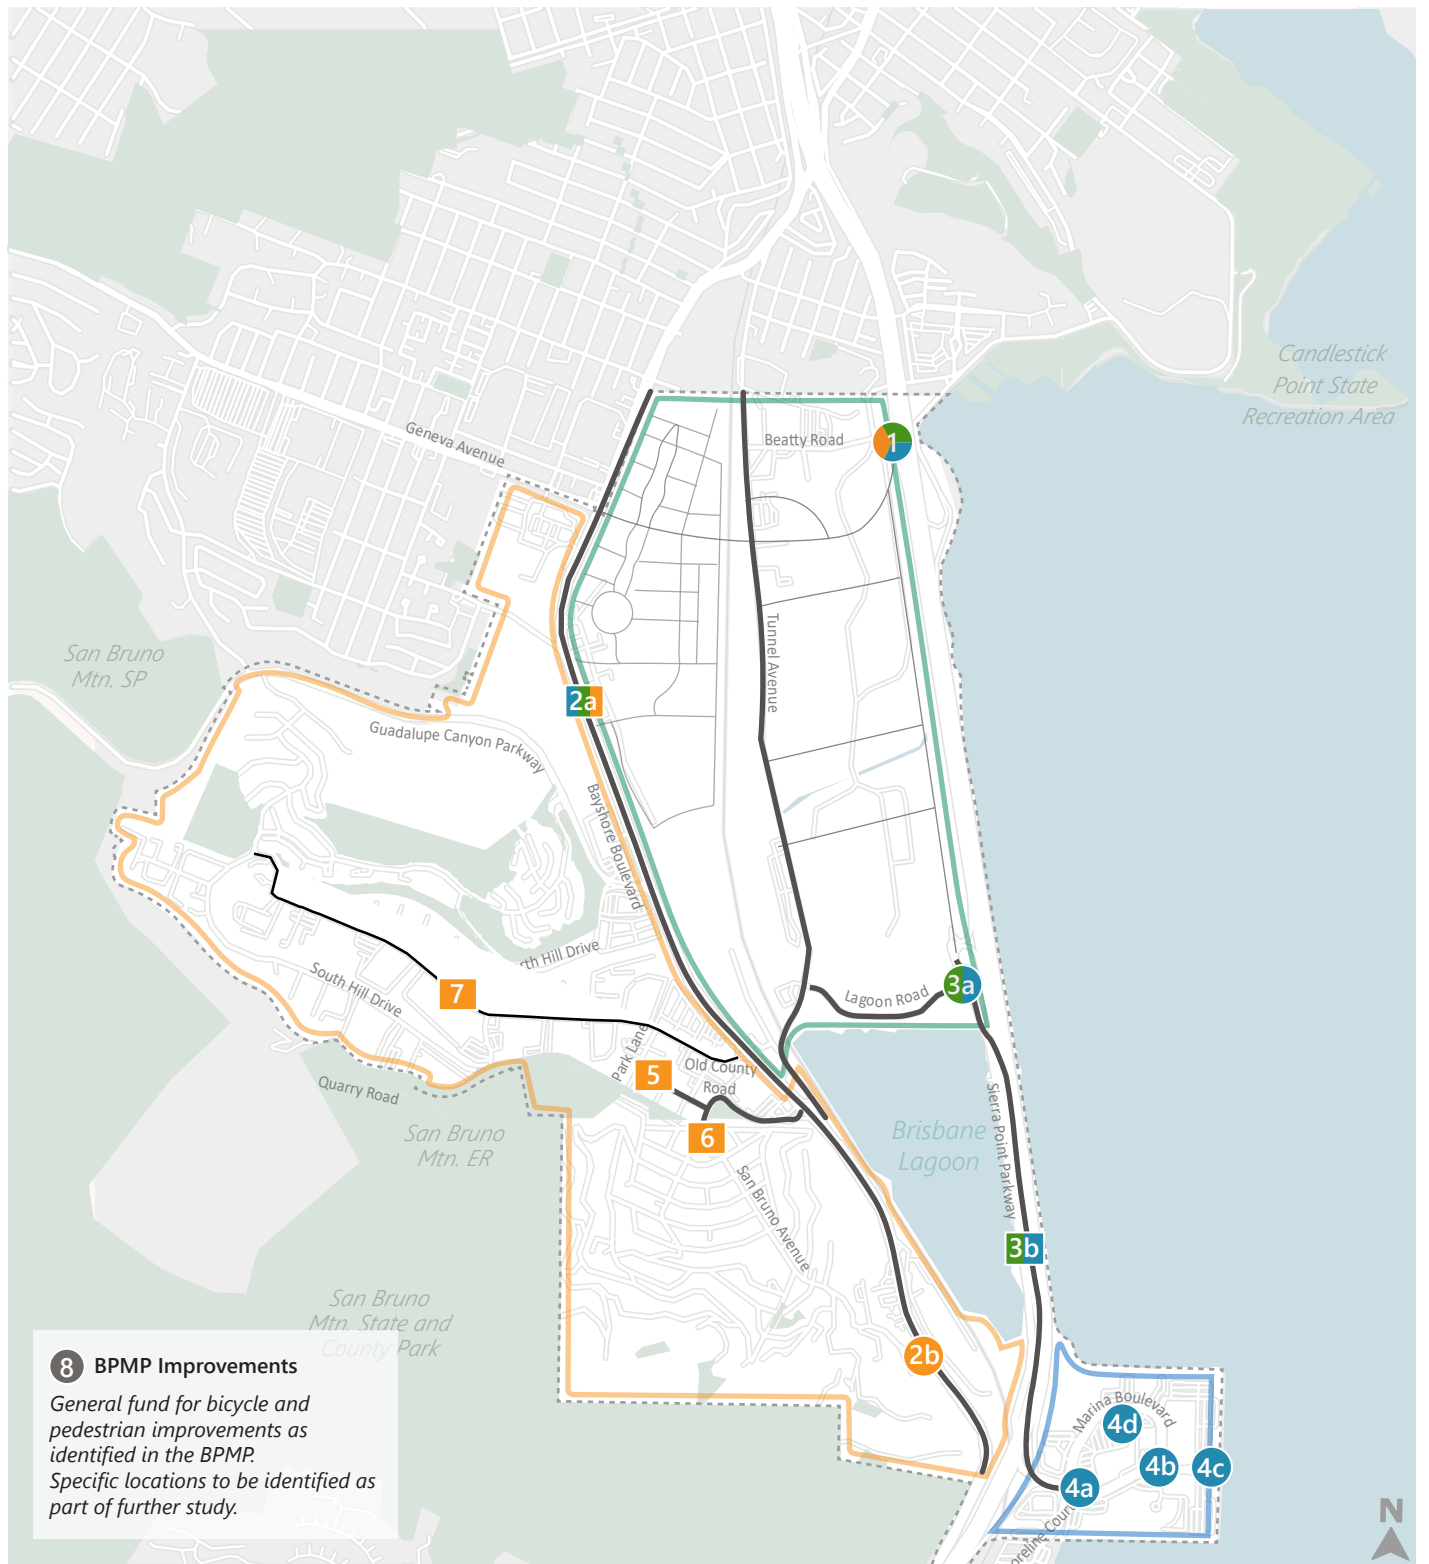 Candlestick
Point State
Recreation Area
Geneva Avenue
Beatty Road
1
Tunnel Avenue
San Bruno
Mtn. SP
2a
Guadalupe Canyon Parkway
Bayshore Boulevard
rth Hill Drive
South Hill Drive
7
3a
Lagoon Road
Park Lane
5
Old County
Road
Quarry Road
6
San Bruno
Mtn. ER
Brisbane
Lagoon
Sierra Point Parkway
San Bruno Avenue
3b
San Bruno
Mtn. State and
County Park
2b
8 BPMP Improvements
General fund for bicycle and
pedestrian improvements as
identified in the BPMP.
Specific locations to be identified as
part of further study.
Marina Boulevard
4d
4b
4c
4a
oreline Court
N